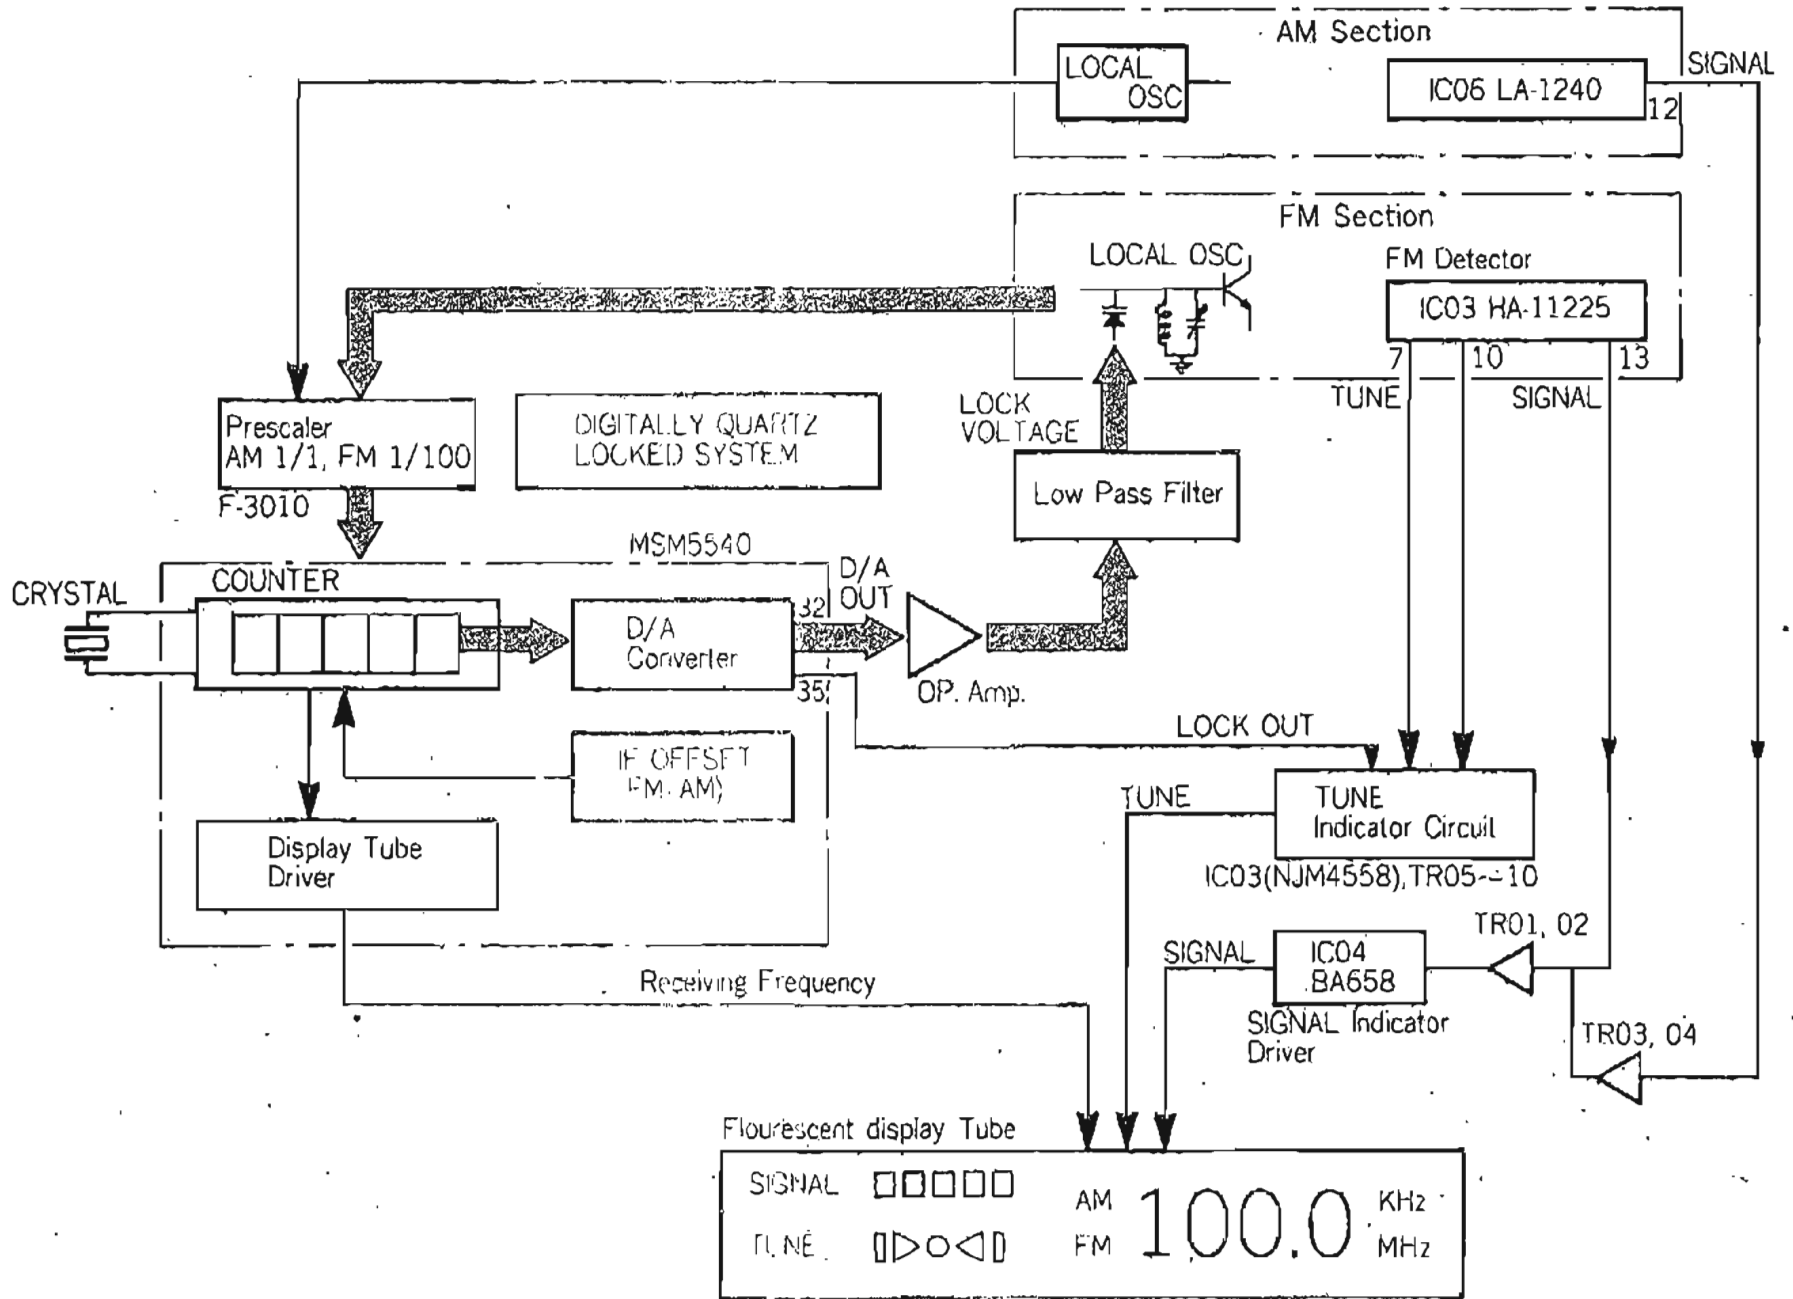 AM Section
LOCAL
OSC
IC06 LA-1240
SIGNAL
12
FM Section
LOCAL OSC
FM Detector
IC03 HA-11225
7
10
13
TUNE
SIGNAL
LOCK
VOLTAGE
Prescaler
AM 1/1, FM 1/100
F-3010
DIGITALLY QUARTZ
LOCKED SYSTEM
Low Pass Filter
MSM5540
CRYSTAL
COUNTER
D/A
Converter
32
35
D/A
OUT
OP. Amp.
LOCK OUT
IF OFFSET
FM·AM)
TUNE
TUNE
Indicator Circuit
IC03(NJM4558),TR05-10
Display Tube
Driver
TR01, 02
SIGNAL
IC04
BA658
SIGNAL Indicator
Driver
TR03, 04
Receiving Frequency
Flourescent display Tube
SIGNAL
TUNE
AM
FM
100.0
KHz
MHz